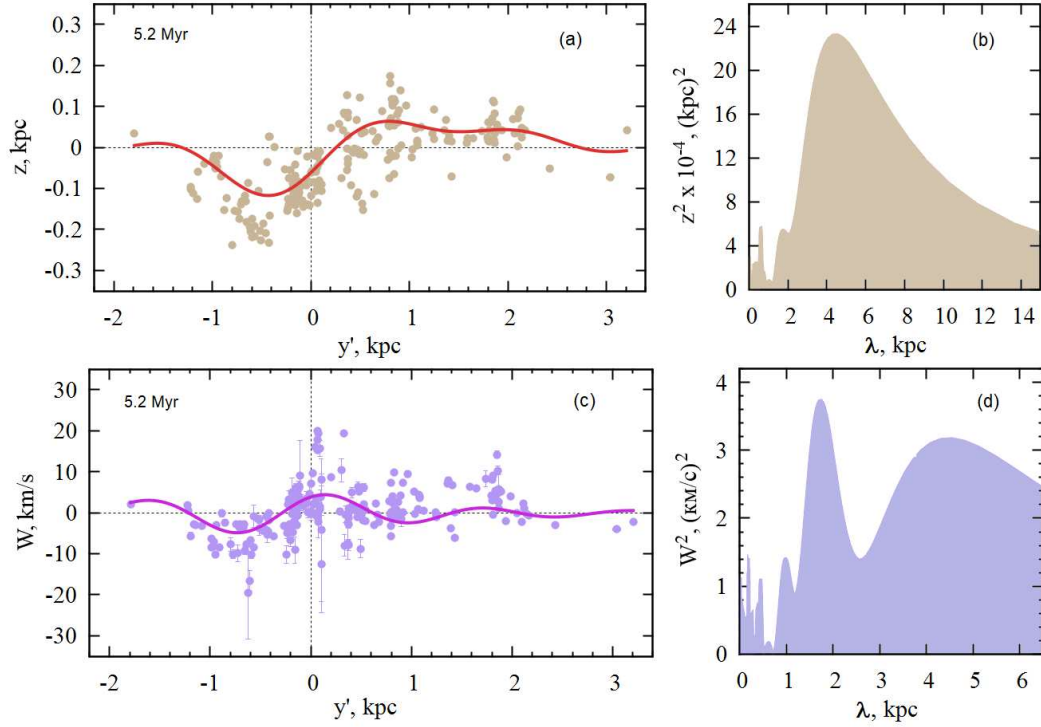 0.3
0.2
0.1
0
-0.1
0.2
-0.3
z, kpc
5.2 Myr
(a)
-2 -1 0 1 2 3
y', kpc
24
20
16
12
8
4
0
z² x 10⁻⁴, (kpc)²
(b)
0 2 4 6 8 10 12 14
λ, kpc
30
20
10
0
-10
-20
-30
W, km/s
5.2 Myr
(c)
-2 -1 0 1 2 3
y', kpc
4
3
2
1
0
W², (км/с)²
(d)
0 1 2 3 4 5 6
λ, kpc